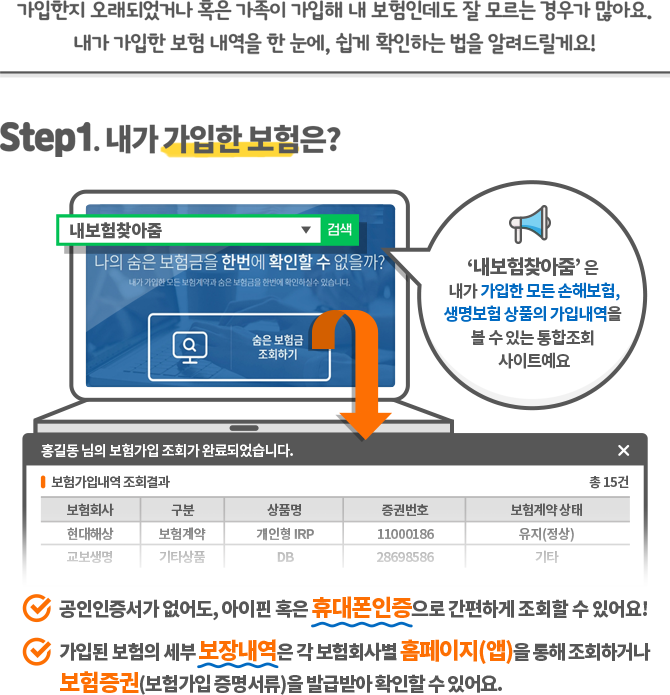 가입한지 오래되었거나 혹은 가족이 가입해 내 보험인데도 잘 모르는 경우가 많아요.
내가 가입한 보험 내역을 한 눈에, 쉽게 확인하는 법을 알려드릴게요!
Step1. 내가 가입한 보험은?
내보험찾아줌 ▼ 검색
나의 숨은 보험금을 한번에 확인할 수 없을까?
내가 가입한 모든 보험계약과 숨은 보험금을 한번에 확인하실수 있습니다.
숨은 보험금
조회하기
‘내보험찾아줌’ 은
내가 가입한 모든 손해보험,
생명보험 상품의 가입내역을
볼 수 있는 통합조회
사이트예요
홍길동 님의 보험가입 조회가 완료되었습니다. ✕
보험가입내역 조회결과 총 15건
보험회사 구분 상품명 증권번호 보험계약 상태
현대해상 보험계약 개인형 IRP 11000186 유지(정상)
교보생명 기타상품 DB 28698586 기타
공인인증서가 없어도, 아이핀 혹은 휴대폰인증으로 간편하게 조회할 수 있어요!
가입된 보험의 세부 보장내역은 각 보험회사별 홈페이지(앱)을 통해 조회하거나
보험증권(보험가입 증명서류)을 발급받아 확인할 수 있어요.